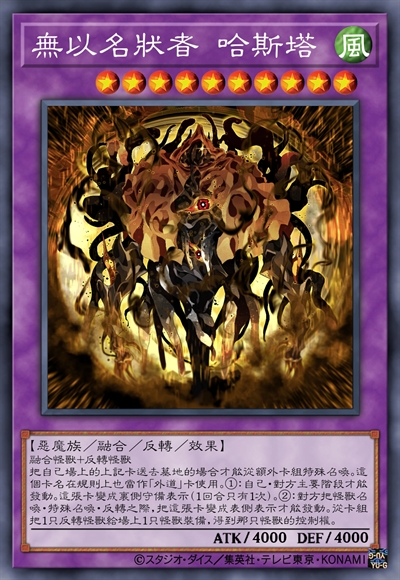 無以名狀者 哈斯塔 風
【惡魔族／融合／反轉／效果】
融合怪獸+反轉怪獸
把自己場上的上記卡送去墓地的場合才能從額外卡組特殊召喚。這
個卡名在規則上也當作「外道」卡使用。①：自己·對方主要階段才能
發動。這張卡變成裏側守備表示(1回合只有1次)。②：對方把怪獸召
喚·特殊召喚·反轉之際，把這張卡變成表側表示才能發動。從卡組
把1只反轉怪獸給場上1只怪獸裝備，得到那只怪獸的控制權。
ATK/4000 DEF/4000
©スタジオ・ダイス／集英社・テレビ東京・KONAMI